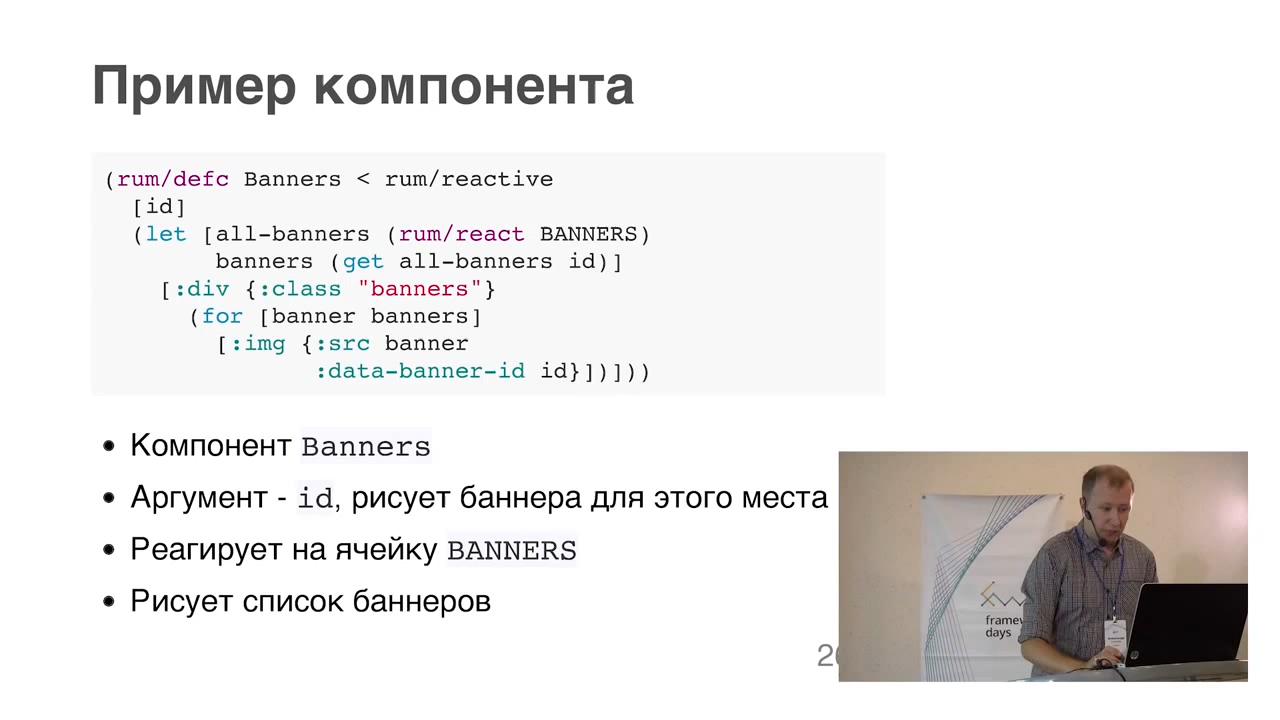 Пример компонента
(rum/defc Banners < rum/reactive
  [id]
  (let [all-banners (rum/react BANNERS)
        banners (get all-banners id)]
    [:div {:class "banners"}
      (for [banner banners]
        [:img {:src banner
               :data-banner-id id}])]))
• Компонент Banners
• Аргумент - id, рисует баннера для этого места
• Реагирует на ячейку BANNERS
• Рисует список баннеров
days